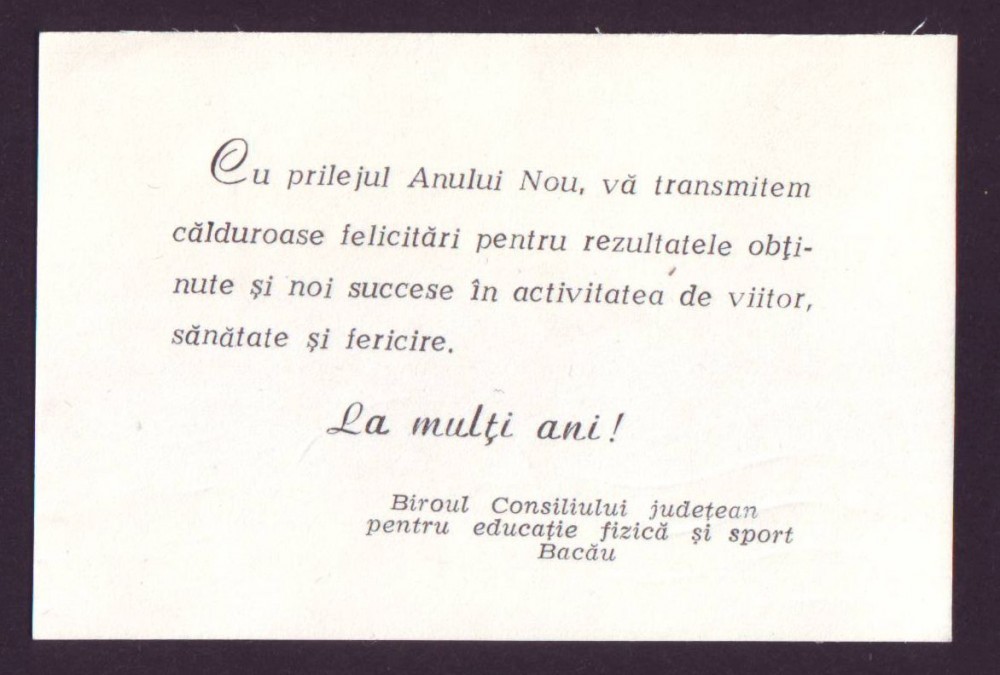 Cu prilejul Anului Nou, vă transmitem
călduroase felicitări pentru rezultatele obţi-
nute şi noi succese în activitatea de viitor,
sănătate şi fericire.
La mulţi ani!
Biroul Consiliului judeţean
pentru educaţie fizică şi sport
Bacău